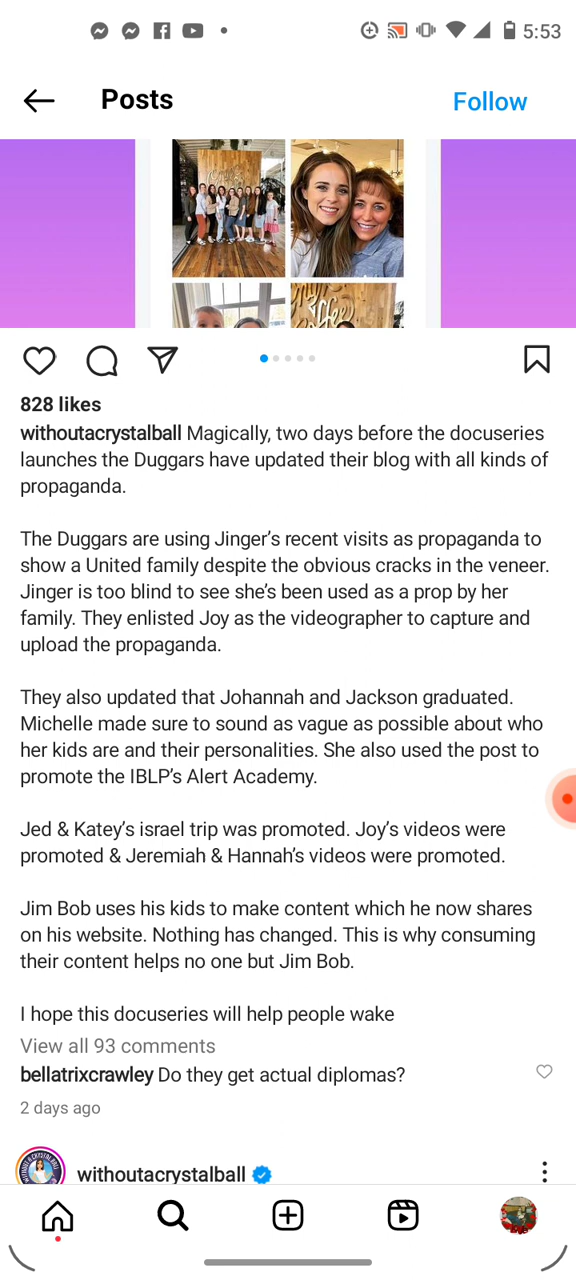 5:53
Posts
Follow
828 likes
withoutacrystalball Magically, two days before the docuseries
launches the Duggars have updated their blog with all kinds of
propaganda.
The Duggars are using Jinger's recent visits as propaganda to
show a United family despite the obvious cracks in the veneer.
Jinger is too blind to see she's been used as a prop by her
family. They enlisted Joy as the videographer to capture and
upload the propaganda.
They also updated that Johannah and Jackson graduated.
Michelle made sure to sound as vague as possible about who
her kids are and their personalities. She also used the post to
promote the IBLP's Alert Academy.
Jed & Katey's israel trip was promoted. Joy's videos were
promoted & Jeremiah & Hannah's videos were promoted.
Jim Bob uses his kids to make content which he now shares
on his website. Nothing has changed. This is why consuming
their content helps no one but Jim Bob.
I hope this docuseries will help people wake
View all 93 comments
bellatrixcrawley Do they get actual diplomas?
2 days ago
withoutacrystalball